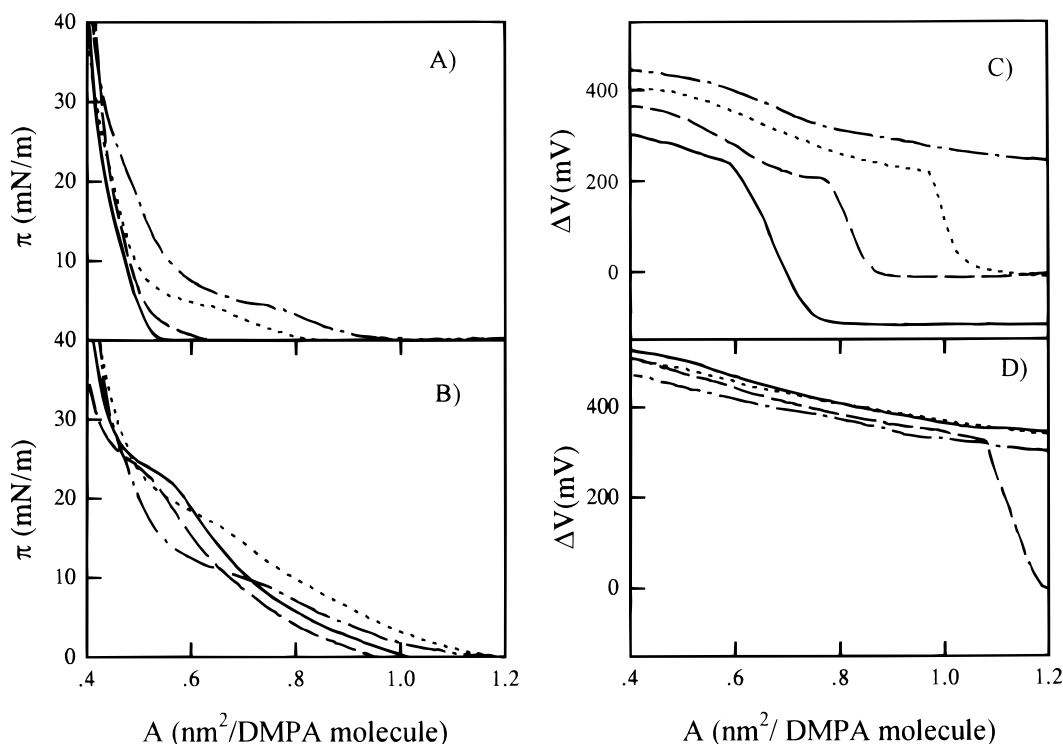 A)
40
30
20
10
40
π (mN/m)
B)
30
20
10
0
π (mN/m)
.4 .6 .8 1.0 1.2
A (nm²/DMPA molecule)
C)
400
200
0
ΔV(mV)
D)
400
200
0
ΔV(mV)
.4 .6 .8 1.0 1.2
A (nm²/ DMPA molecule)